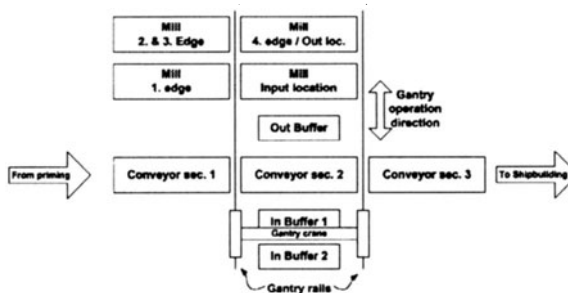 Mill
2. & 3. Edge
Mill
4. edge / Out loc.
Mill
1. edge
Mill
Input location
Gantry
operation
direction
Out Buffer
From priming
Conveyor sec. 1
Conveyor sec. 2
Conveyor sec. 3
To Shipbuilding
In Buffer 1
Gantry crane
In Buffer 2
Gantry rails